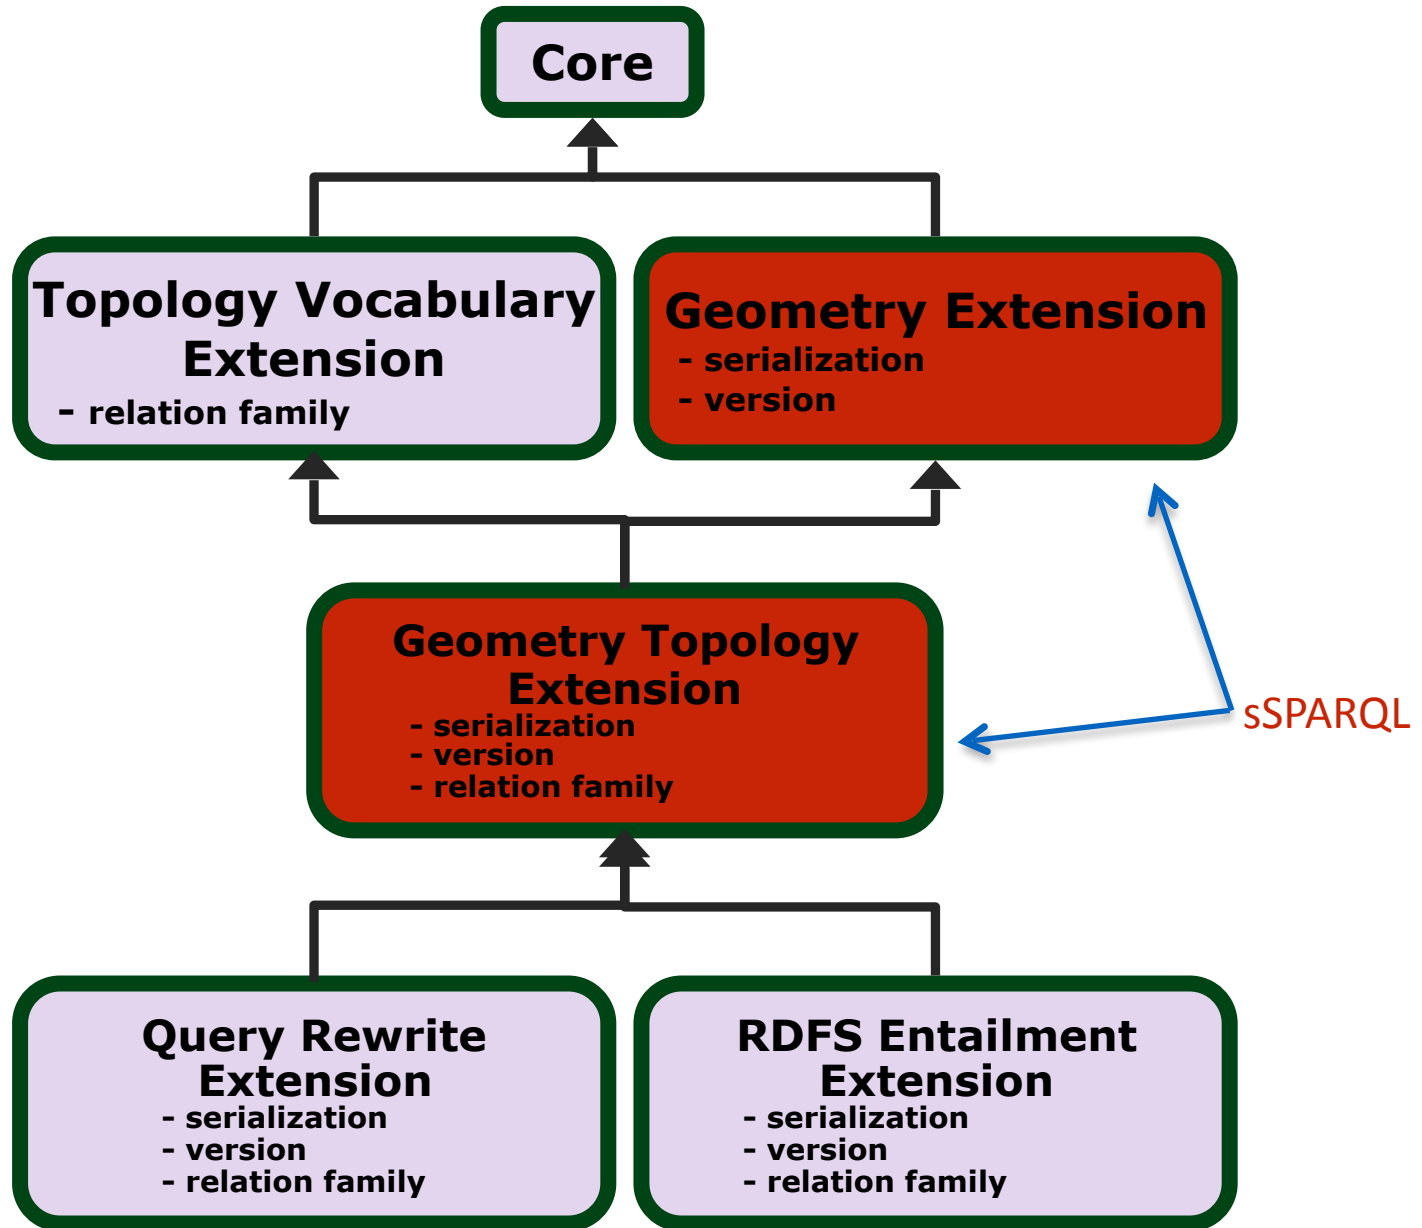 Core
Topology Vocabulary
Extension
- relation family
Geometry Extension
- serialization
- version
Geometry Topology
Extension
- serialization
- version
- relation family
sSPARQL
Query Rewrite
Extension
- serialization
- version
- relation family
RDFS Entailment
Extension
- serialization
- version
- relation family